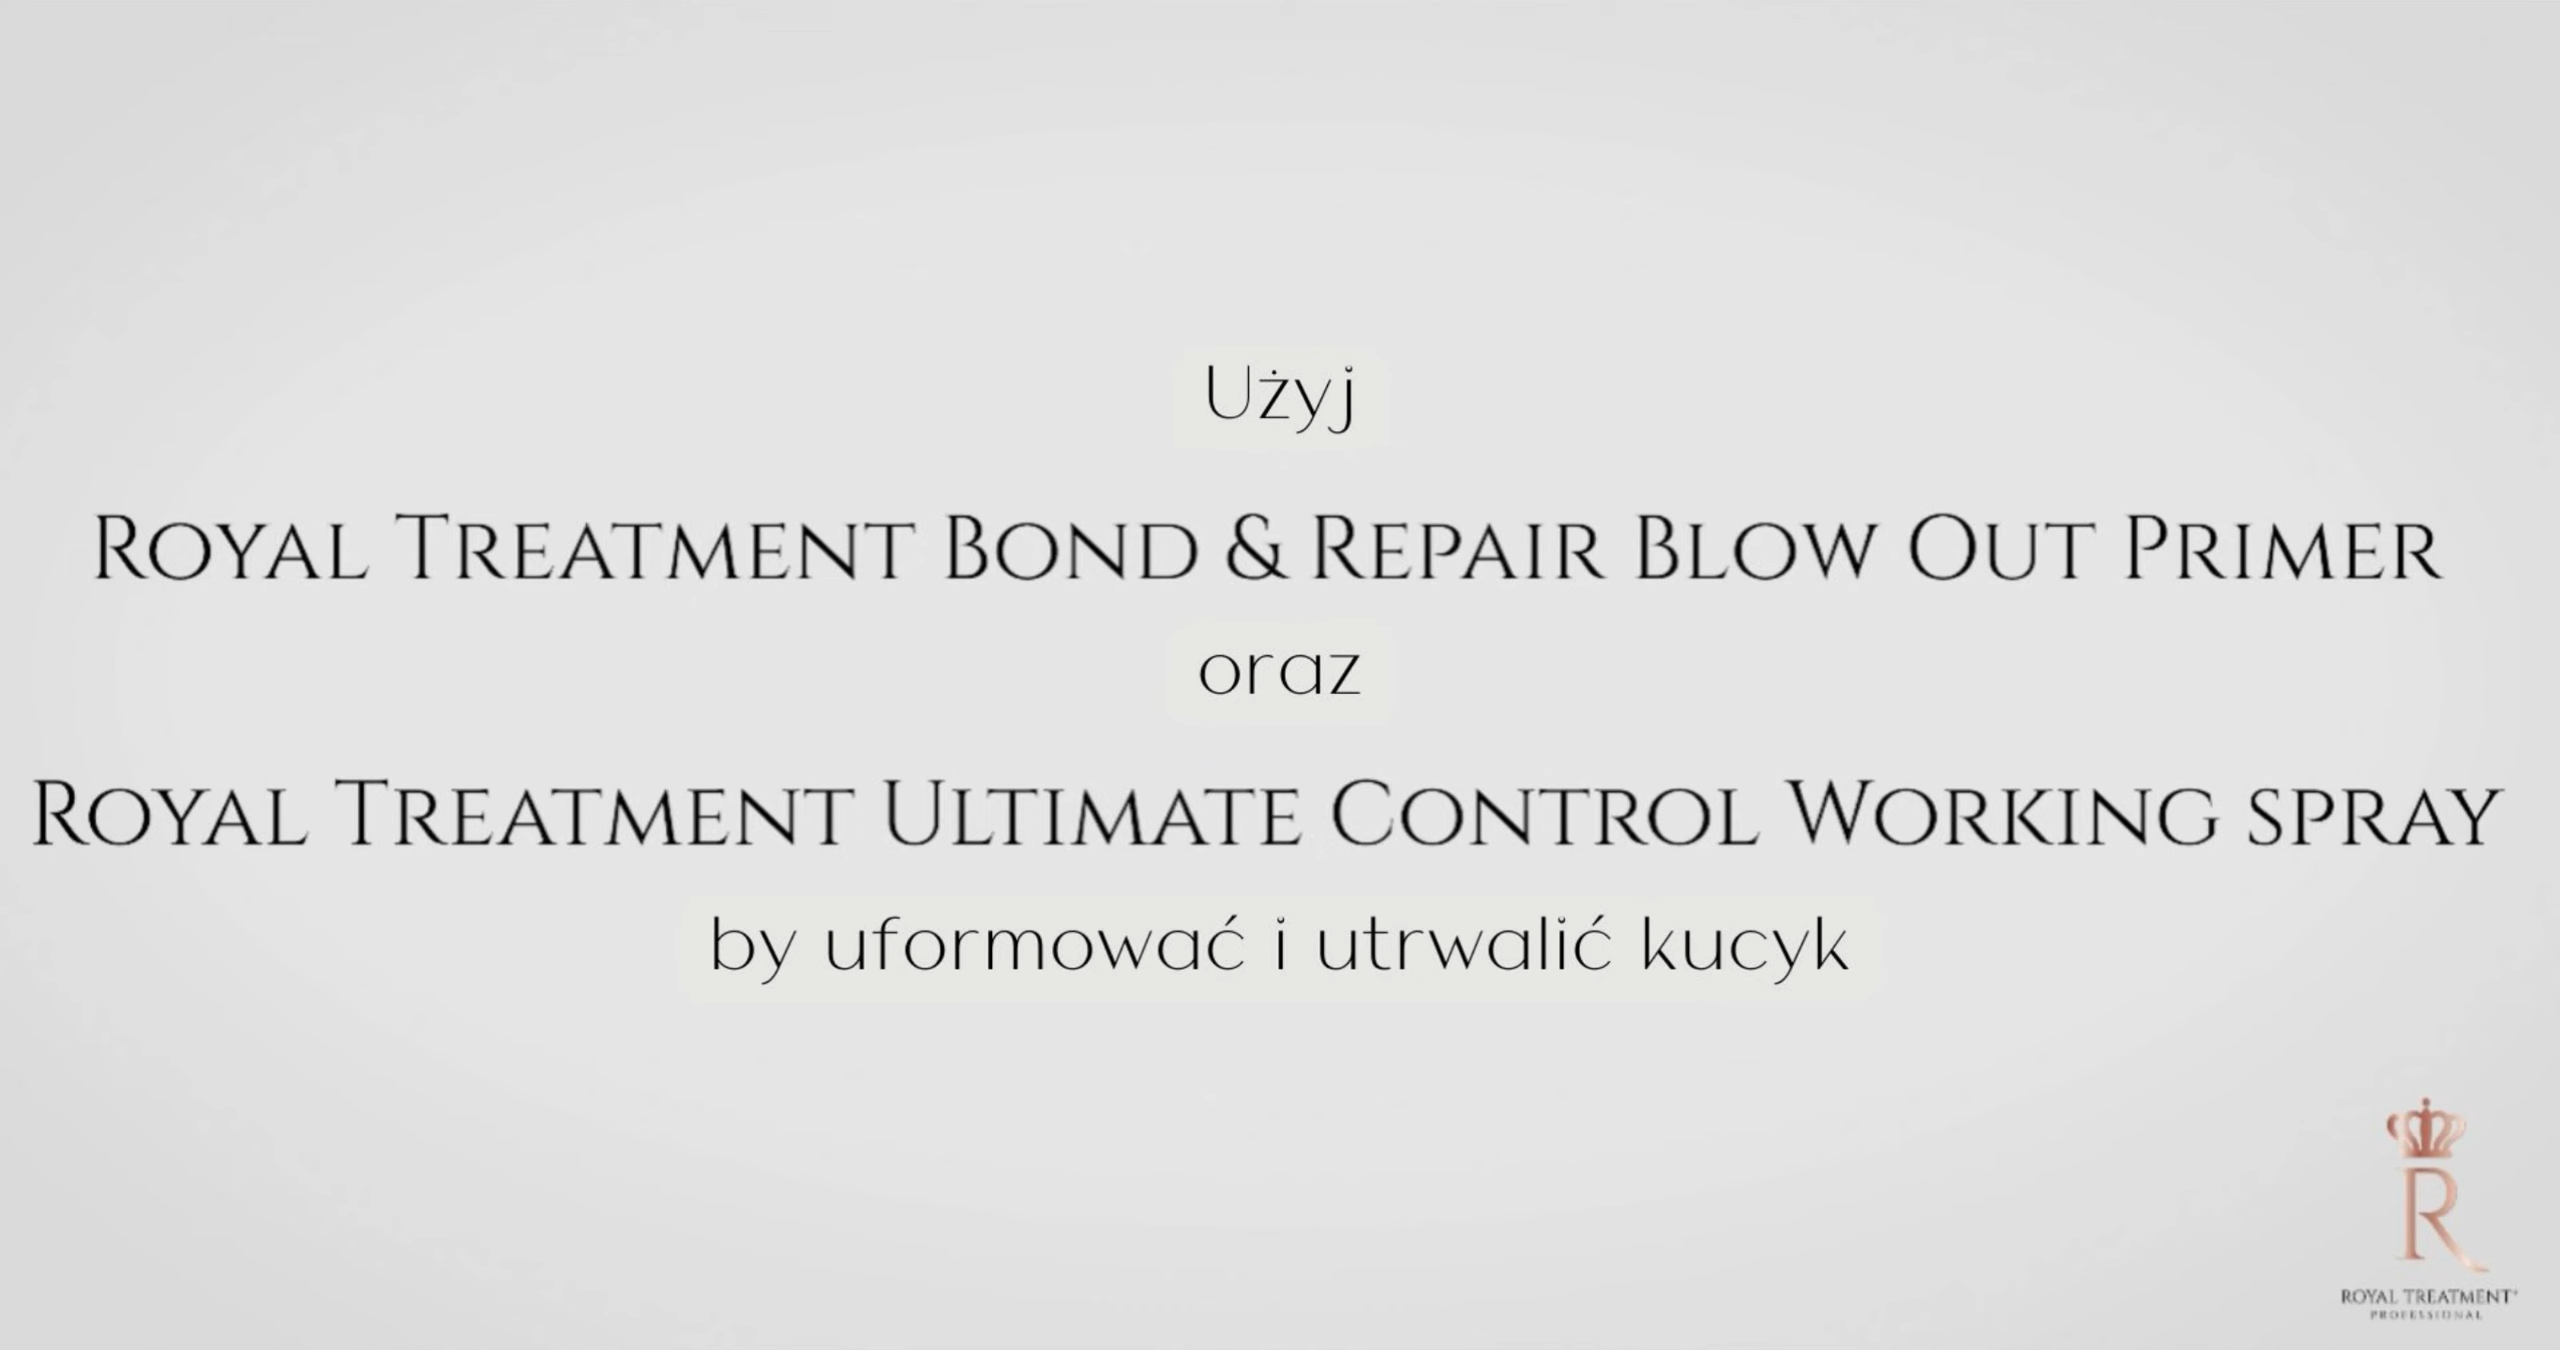 Użyj
Royal Treatment Bond & Repair Blow Out Primer
oraz
Royal Treatment Ultimate Control Working spray
by uformować i utrwalić kucyk
R
ROYAL TREATMENT®
PROFESSIONAL